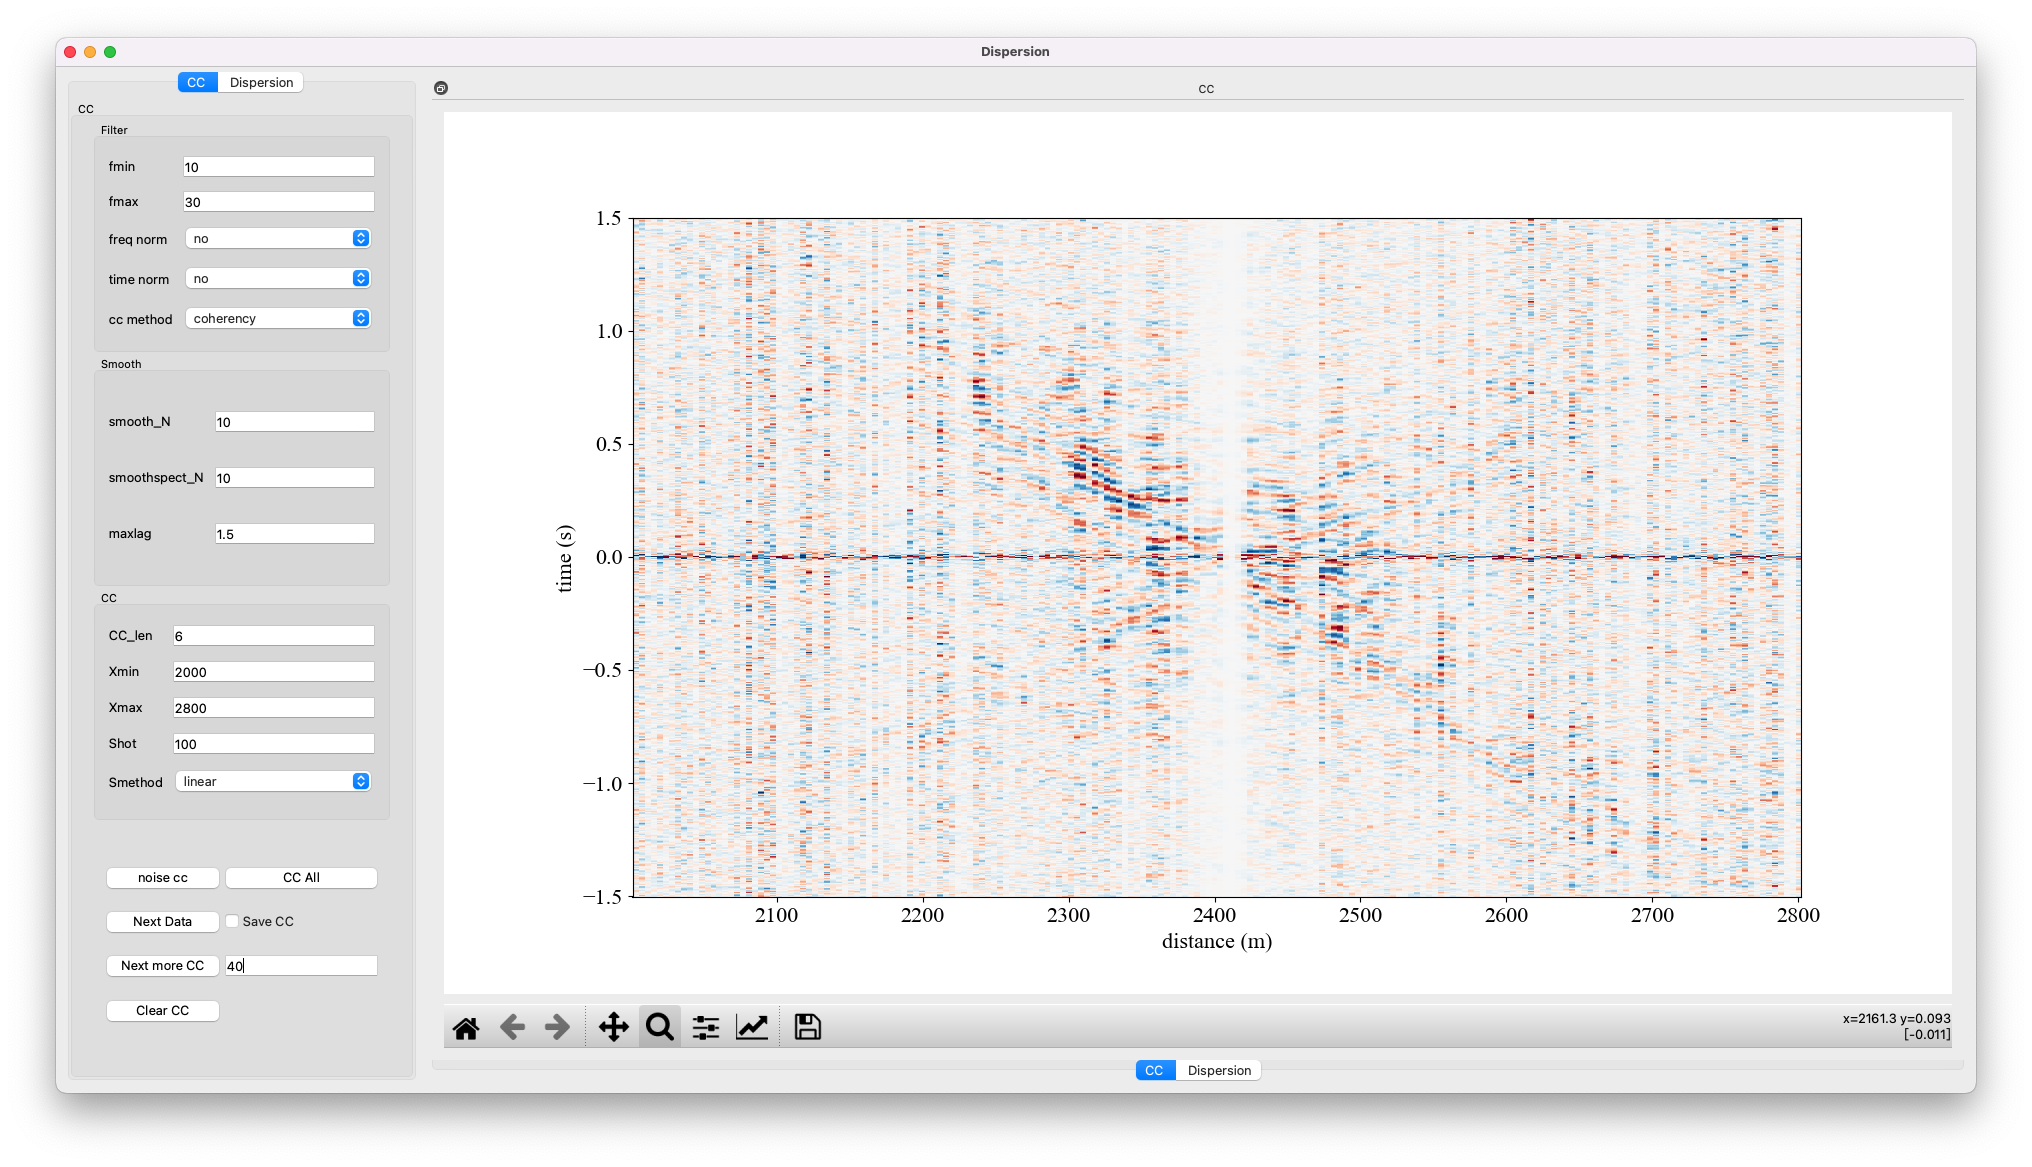 Dispersion
CC Dispersion
CC
CC
Filter
fmin 10
fmax 30
freq norm no
time norm no
cc method coherency
Smooth
smooth_N 10
smoothspect_N 10
maxlag 1.5
CC
CC_len 6
Xmin 2000
Xmax 2800
Shot 100
Smethod linear
noise cc CC All
Next Data Save CC
Next more CC 40
Clear CC
1.5
1.0
0.5
0.0
−0.5
−1.0
−1.5
time (s)
2100 2200 2300 2400 2500 2600 2700 2800
distance (m)
x=2161.3 y=0.093
[-0.011]
CC Dispersion